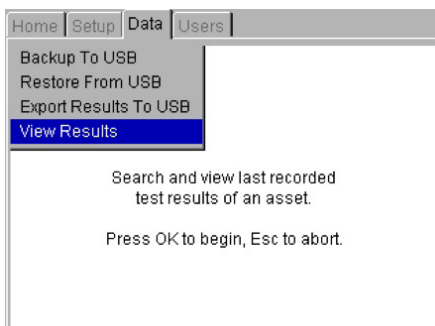 Home Setup Data Users
Backup To USB
Restore From USB
Export Results To USB
View Results
Search and view last recorded
test results of an asset.
Press OK to begin, Esc to abort.